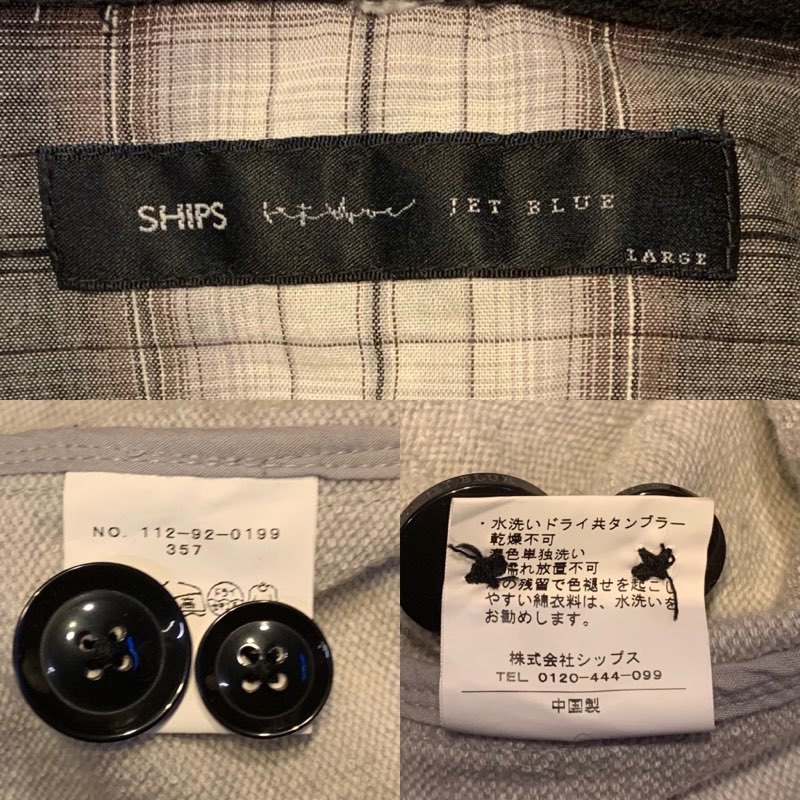 SHIPS jet blue JET BLUE
LARGE
NO. 112-92-0199
357
JET BLUE
・水洗いドライ共タンブラー
乾燥不可
色単独洗い
濡れ放置不可
の残留で色褪せを起こし
やすい綿衣料は、水洗いを
お勧めします。
株式会社シップス
TEL 0120-444-099
中国製